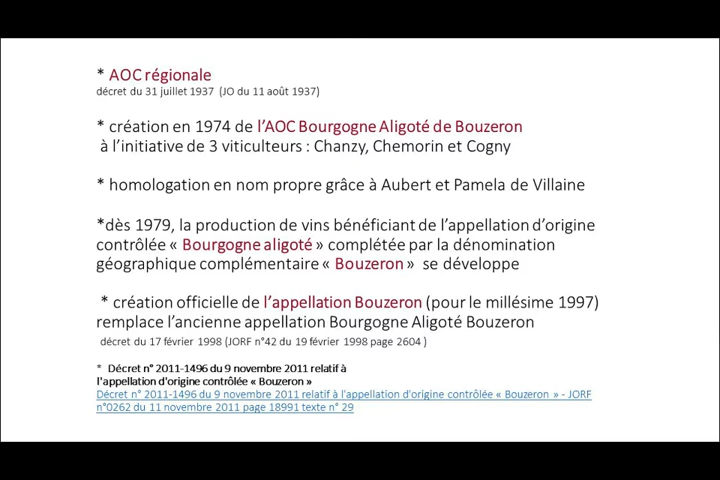 * AOC régionale
décret du 31 juillet 1937 (JO du 11 août 1937)
* création en 1974 de l'AOC Bourgogne Aligoté de Bouzeron
à l'initiative de 3 viticulteurs : Chanzy, Chemorin et Cogny
* homologation en nom propre grâce à Aubert et Pamela de Villaine
*dès 1979, la production de vins bénéficiant de l'appellation d'origine
contrôlée « Bourgogne aligoté » complétée par la dénomination
géographique complémentaire « Bouzeron » se développe
* création officielle de l'appellation Bouzeron (pour le millésime 1997)
remplace l'ancienne appellation Bourgogne Aligoté Bouzeron
décret du 17 février 1998 (JORF n°42 du 19 février 1998 page 2604 )
* Décret n° 2011-1496 du 9 novembre 2011 relatif à
l'appellation d'origine contrôlée « Bouzeron »
Décret n° 2011-1496 du 9 novembre 2011 relatif à l'appellation d'origine contrôlée « Bouzeron » - JORF
n°0262 du 11 novembre 2011 page 18991 texte n° 29